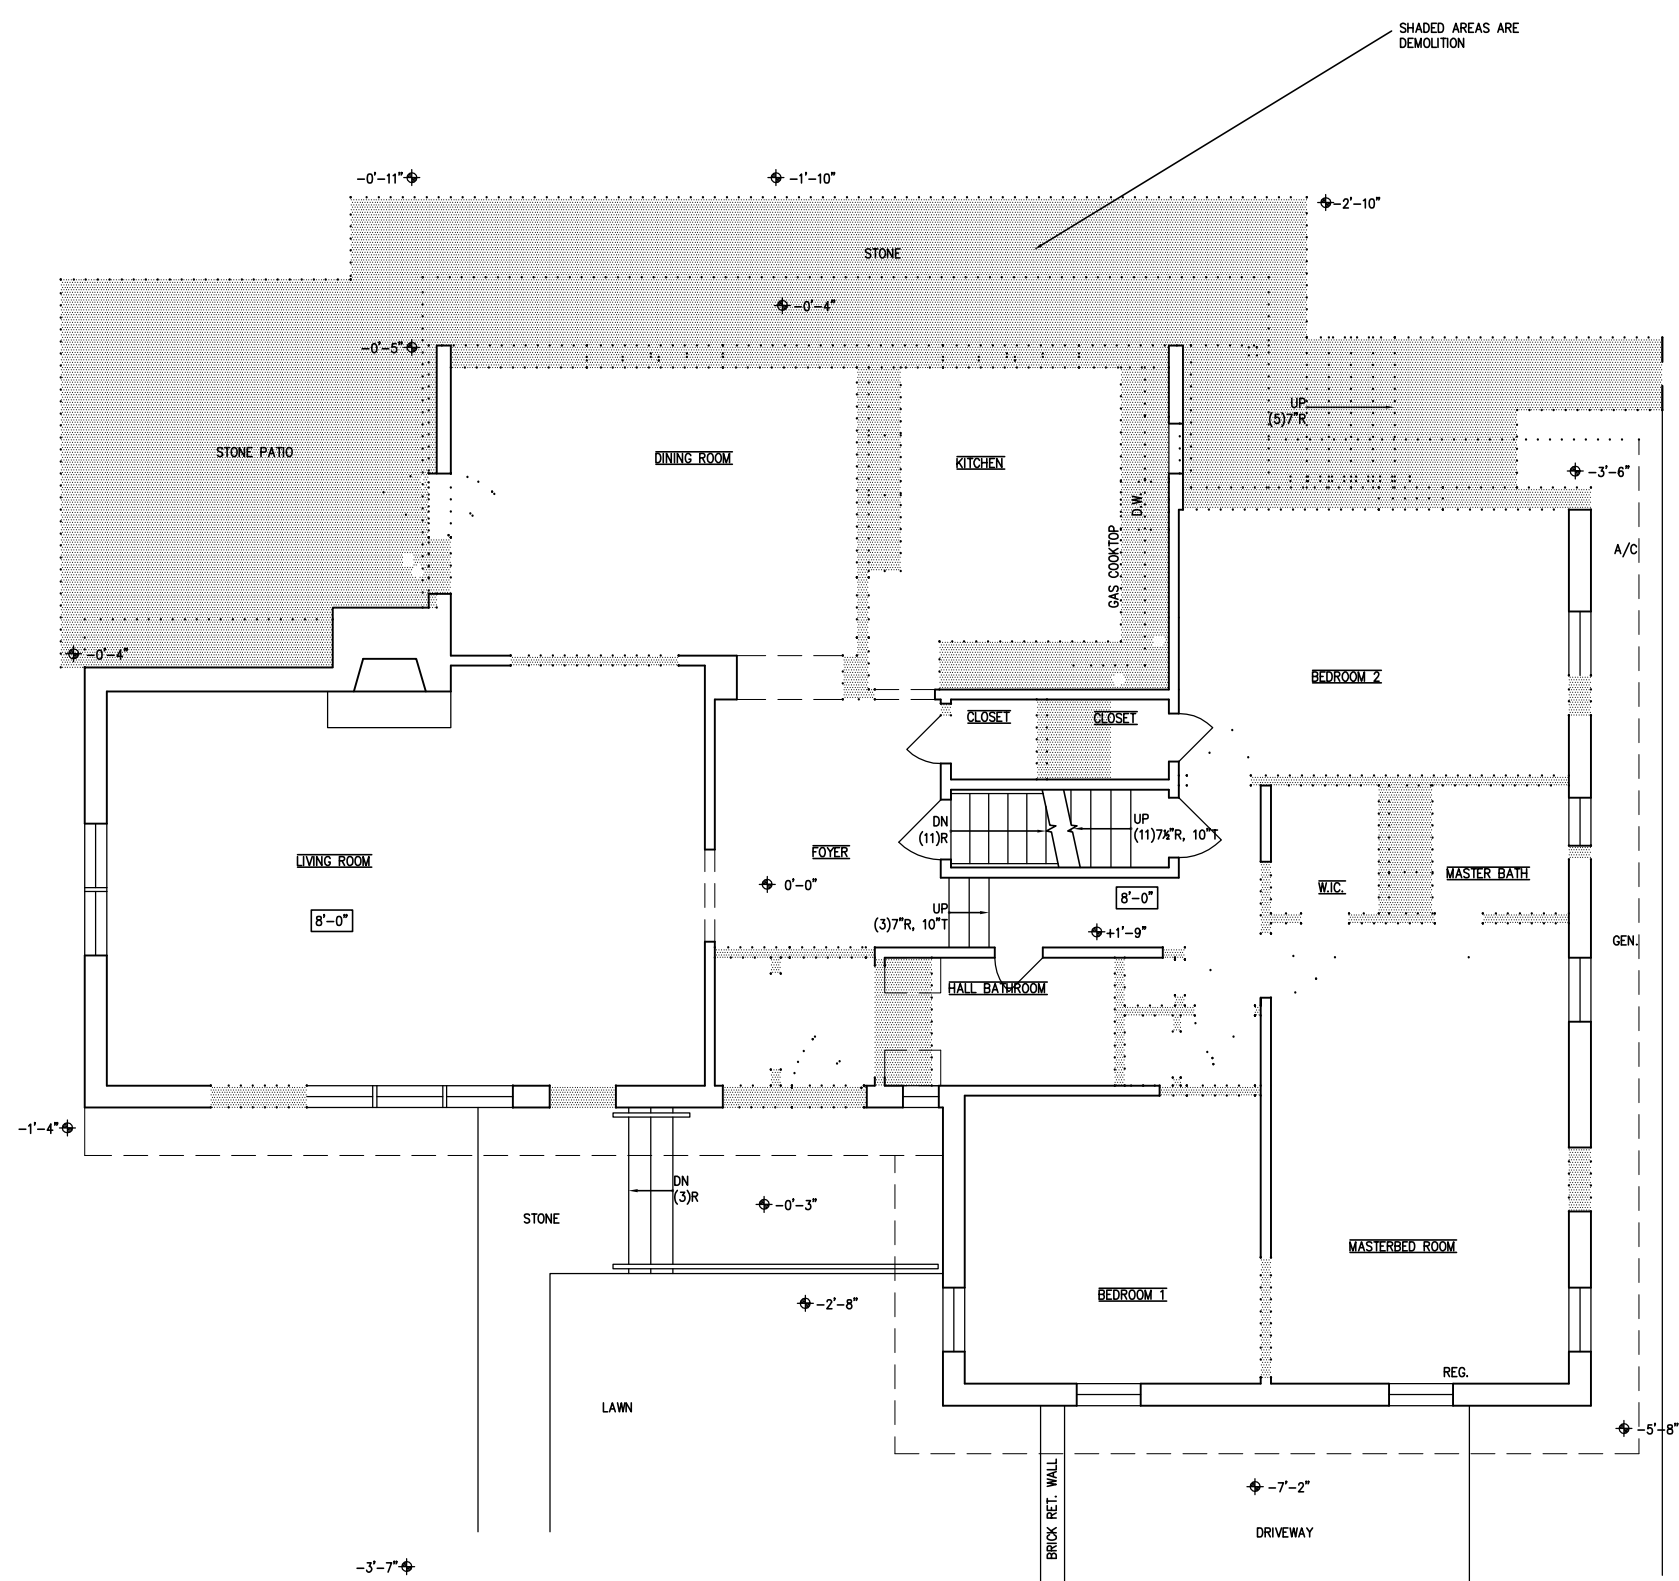 SHADED AREAS ARE
DEMOLITION
-0'-11"
-1'-10"
-2'-10"
STONE
-0'-4"
-0'-5"
UP
(5)7"R
STONE PATIO
DINING ROOM
KITCHEN
-3'-6"
D.W.
GAS COOKTOP
A/C
-0'-4"
BEDROOM 2
CLOSET
CLOSET
DN
(11)R
UP
(11)7½"R, 10"T
LIVING ROOM
FOYER
MASTER BATH
W.IC.
0'-0"
8'-0"
8'-0"
UP
(3)7"R, 10"T
+1'-9"
GEN.
HALL BATHROOM
-1'-4"
DN
(3)R
-0'-3"
STONE
MASTERBED ROOM
BEDROOM 1
-2'-8"
REG.
LAWN
-5'-8"
BRICK RET. WALL
-7'-2"
DRIVEWAY
-3'-7"